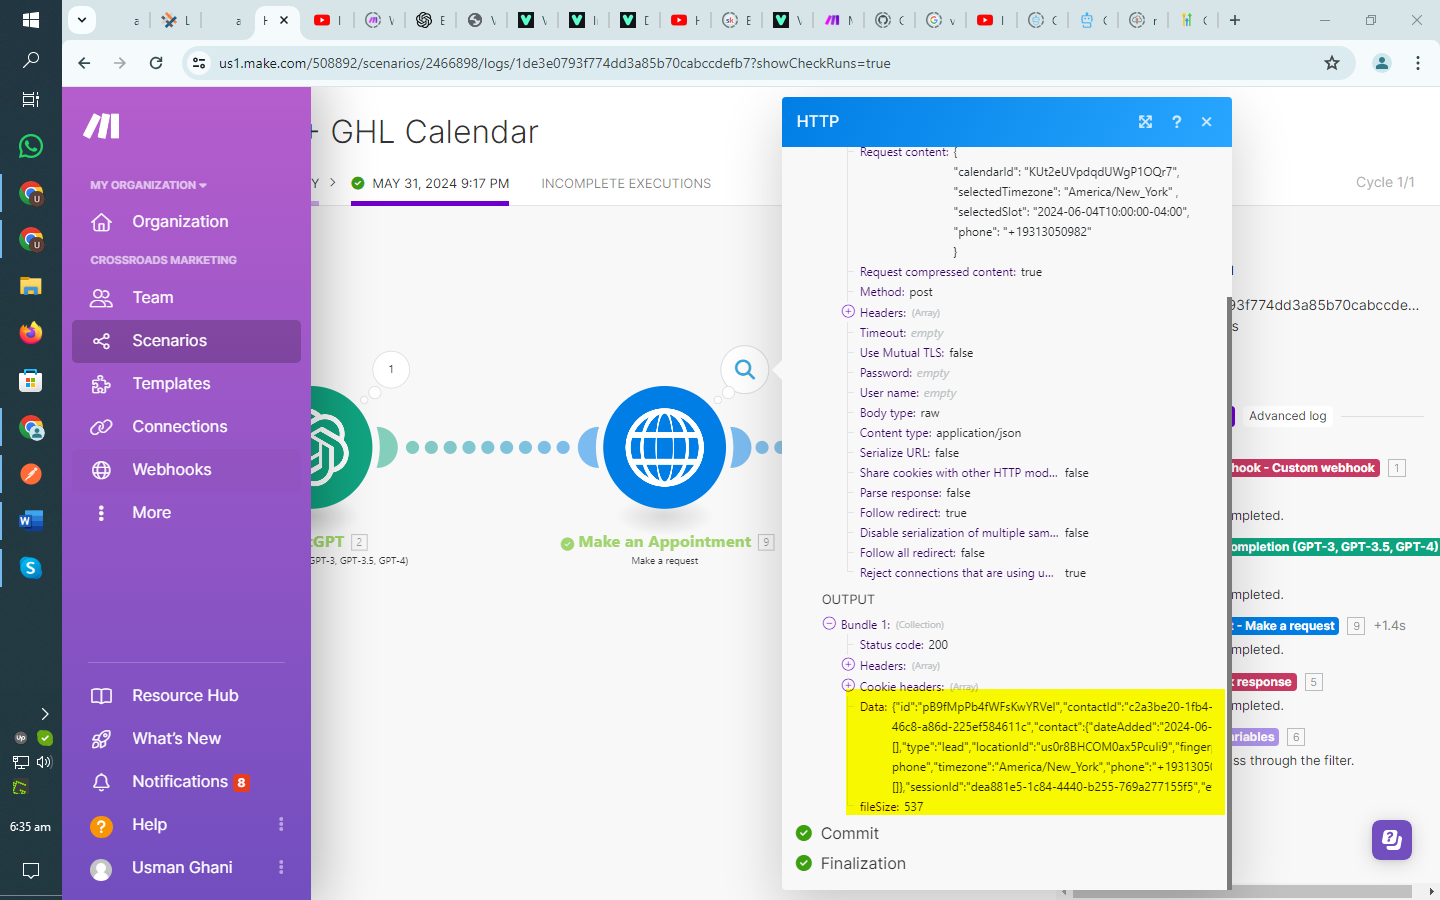 us1.make.com/508892/scenarios/2466898/logs/1de3e0793f774dd3a85b70cabccdefb7?showCheckRuns=true
MY ORGANIZATION
Organization
CROSSROADS MARKETING
Team
Scenarios
Templates
Connections
Webhooks
More
Resource Hub
What's New
Notifications 8
Help
Usman Ghani
6:35 am
+ GHL Calendar
Y > MAY 31, 2024 9:17 PM INCOMPLETE EXECUTIONS
Cycle 1/1
1
GPT 2
GPT-3, GPT-3.5, GPT-4)
Make an Appointment 9
Make a request
HTTP
Request content: {
"calendarId": "KUt2eUVpdqdUWgP1OQr7",
"selectedTimezone": "America/New_York" ,
"selectedSlot": "2024-06-04T10:00:00-04:00",
"phone": "+19313050982"
}
Request compressed content: true
Method: post
Headers: (Array)
Timeout: empty
Use Mutual TLS: false
Password: empty
User name: empty
Body type: raw
Content type: application/json
Serialize URL: false
Share cookies with other HTTP mod... false
Parse response: false
Follow redirect: true
Disable serialization of multiple sam... false
Follow all redirect: false
Reject connections that are using u... true
OUTPUT
Bundle 1: (Collection)
Status code: 200
Headers: (Array)
Cookie headers: (Array)
Data: {"id":"pB9fMpPb4fWFsKwYRVel","contactId":"c2a3be20-1fb4-
46c8-a86d-225ef584611c","contact":{"dateAdded":"2024-06-
[],"type":"lead","locationId":"us0r8BHCOM0ax5Pculi9","finger
phone","timezone":"America/New_York","phone":"+1931305
[]},"sessionId":"dea881e5-1c84-4440-b255-769a277155f5","e
fileSize: 537
Commit
Finalization
93f774dd3a85b70cabccde...
s
Advanced log
hook - Custom webhook 1
mpleted.
ompletion (GPT-3, GPT-3.5, GPT-4)
mpleted.
- Make a request 9 +1.4s
mpleted.
k response 5
mpleted.
ariables 6
ss through the filter.